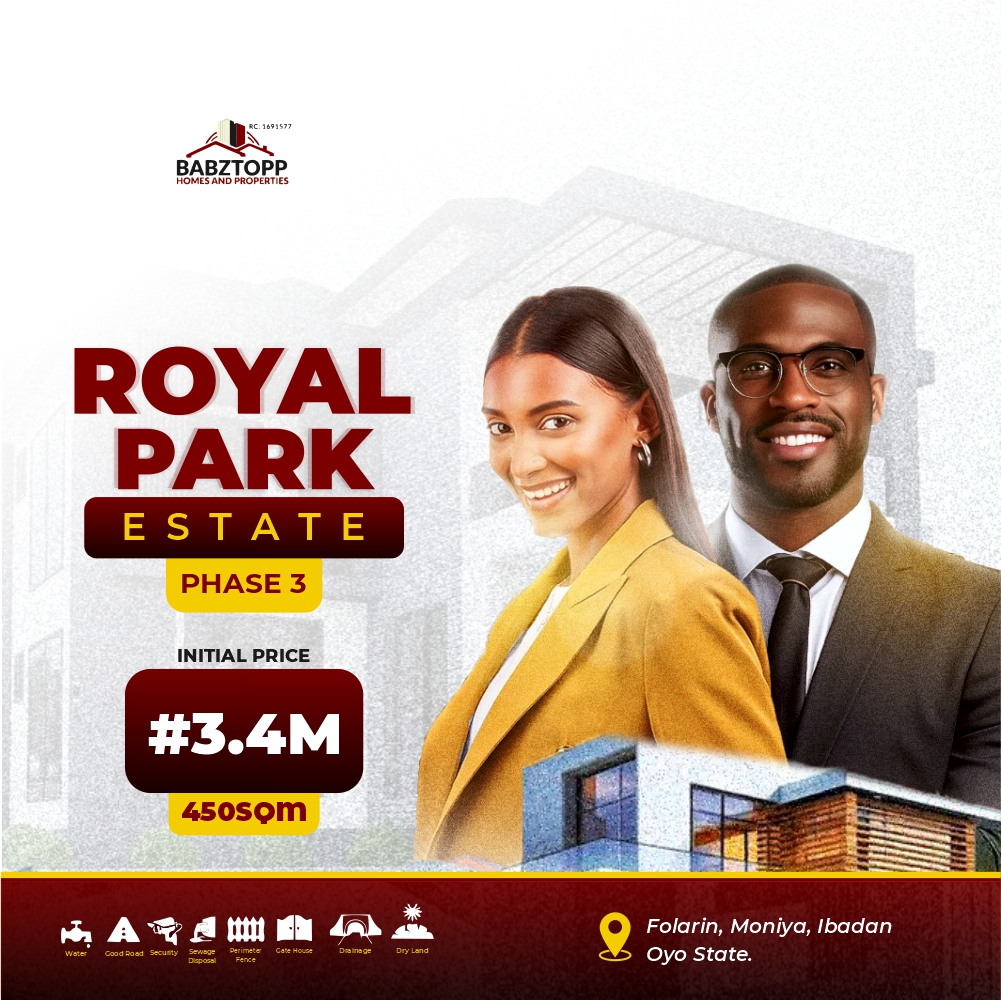 RC: 1691577
BABZTOPP
HOMES AND PROPERTIES
ROYAL
PARK
ESTATE
PHASE 3
INITIAL PRICE
#3.4M
450SQM
Water
Good Road
Security
Sewage
Disposal
Perimeter
Fence
Gate House
Drainage
Dry Land
Folarin, Moniya, Ibadan
Oyo State.